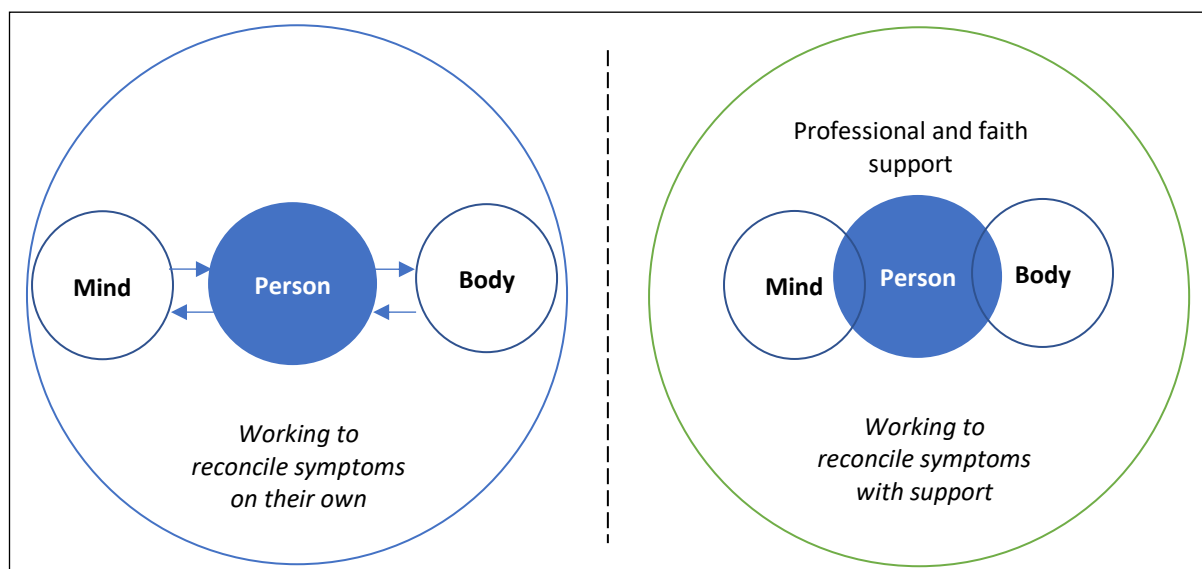 Mind
Person
Body
Working to
reconcile symptoms
on their own
Professional and faith
support
Mind
Person
Body
Working to
reconcile symptoms
with support